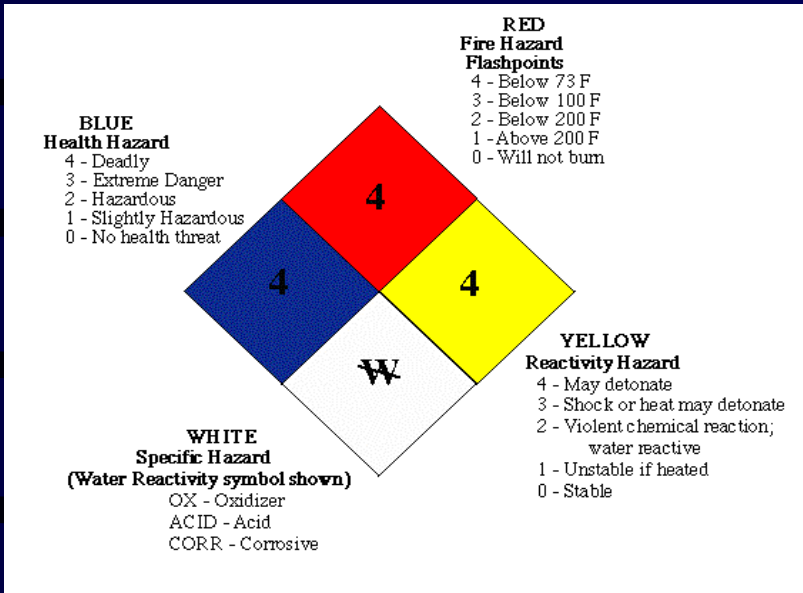 RED
Fire Hazard
Flashpoints
4 - Below 73 F
3 - Below 100 F
2 - Below 200 F
1 - Above 200 F
0 - Will not burn
BLUE
Health Hazard
4 - Deadly
3 - Extreme Danger
2 - Hazardous
1 - Slightly Hazardous
0 - No health threat
4
4
4
W
YELLOW
Reactivity Hazard
4 - May detonate
3 - Shock or heat may detonate
2 - Violent chemical reaction;
water reactive
1 - Unstable if heated
0 - Stable
WHITE
Specific Hazard
(Water Reactivity symbol shown)
OX - Oxidizer
ACID - Acid
CORR - Corrosive